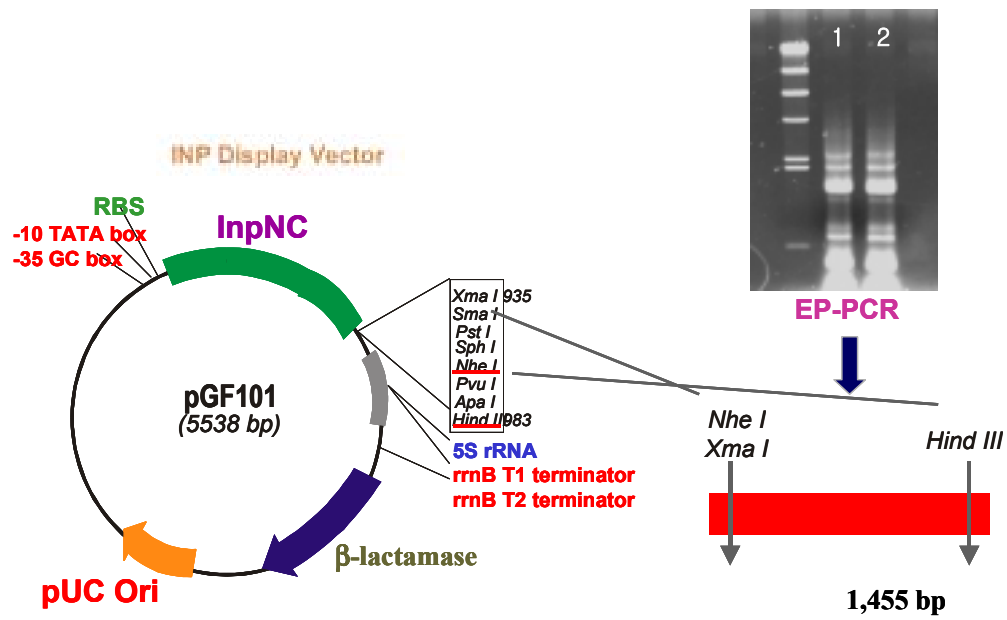 1 2
INP Display Vector
EP-PCR
RBS
InpNC
-10 TATA box
-35 GC box
Xma I 935
Sma I
Pst I
Sph I
Nhe I
Pvu I
Apa I
Hind III983
pGF101
(5538 bp)
5S rRNA
rrnB T1 terminator
rrnB T2 terminator
Nhe I
Xma I
Hind III
β-lactamase
pUC Ori
1,455 bp